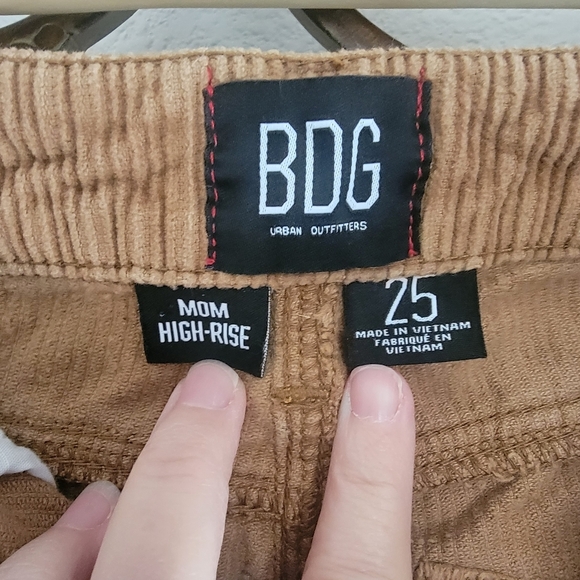 BDG
URBAN OUTFITTERS
MOM
HIGH-RISE
25
MADE IN VIETNAM
FABRIQUÉ EN
VIETNAM